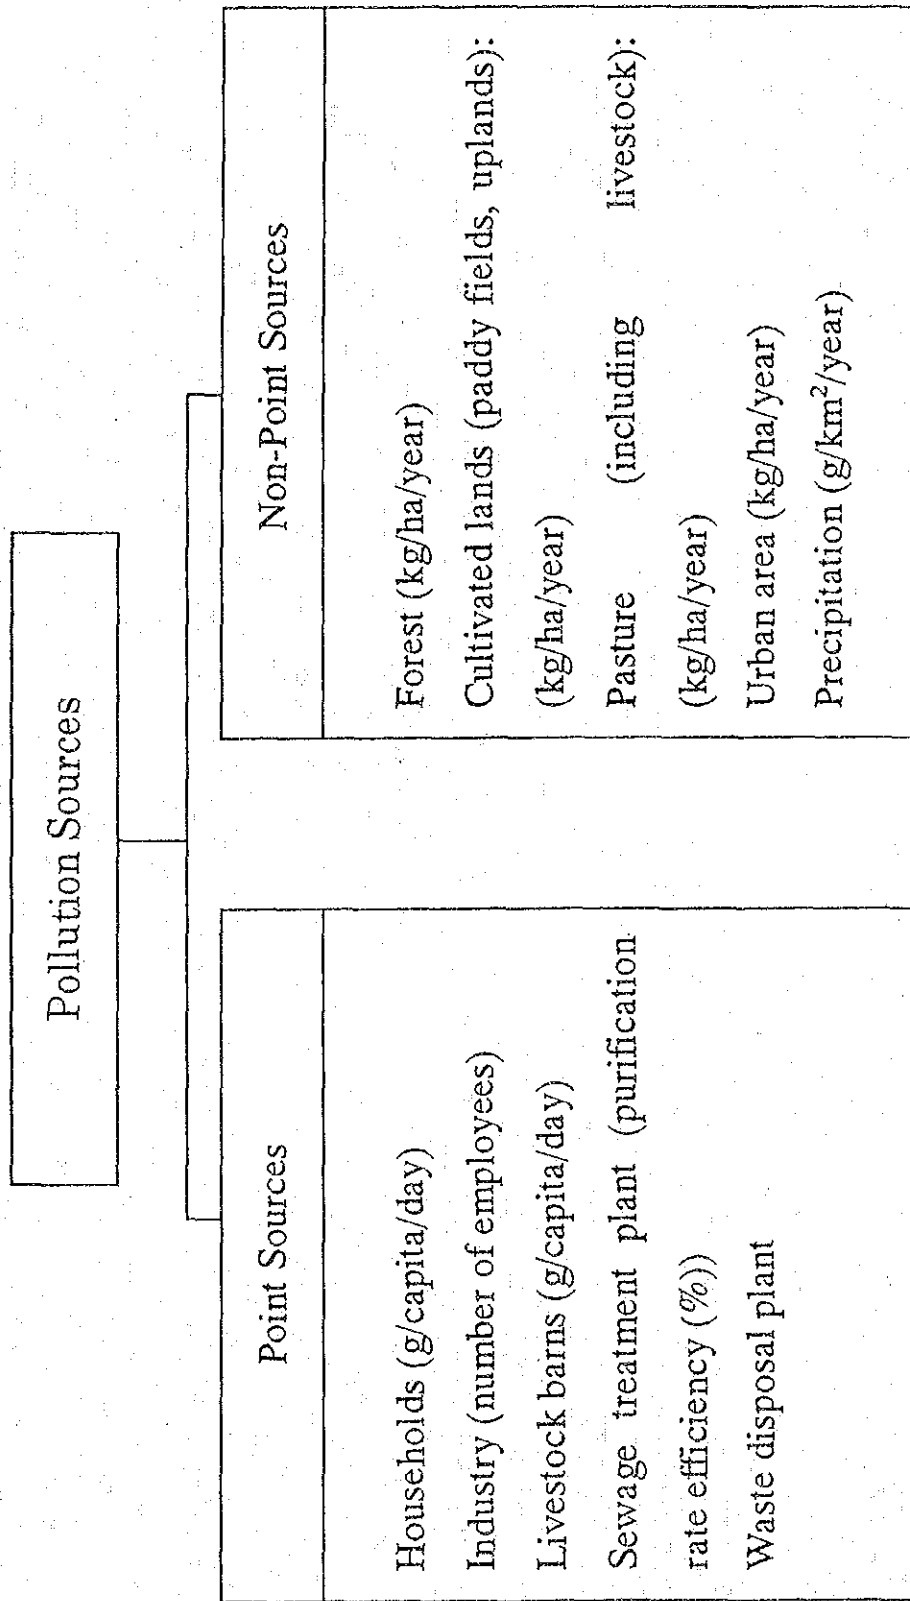 Pollution Sources
Point Sources
Households (g/capita/day)
Industry (number of employees)
Livestock barns (g/capita/day)
Sewage treatment plant (purification
rate efficiency (%))
Waste disposal plant
Non-Point Sources
Forest (kg/ha/year)
Cultivated lands (paddy fields, uplands):
(kg/ha/year)
Pasture (including livestock):
(kg/ha/year)
Urban area (kg/ha/year)
Precipitation (g/km²/year)